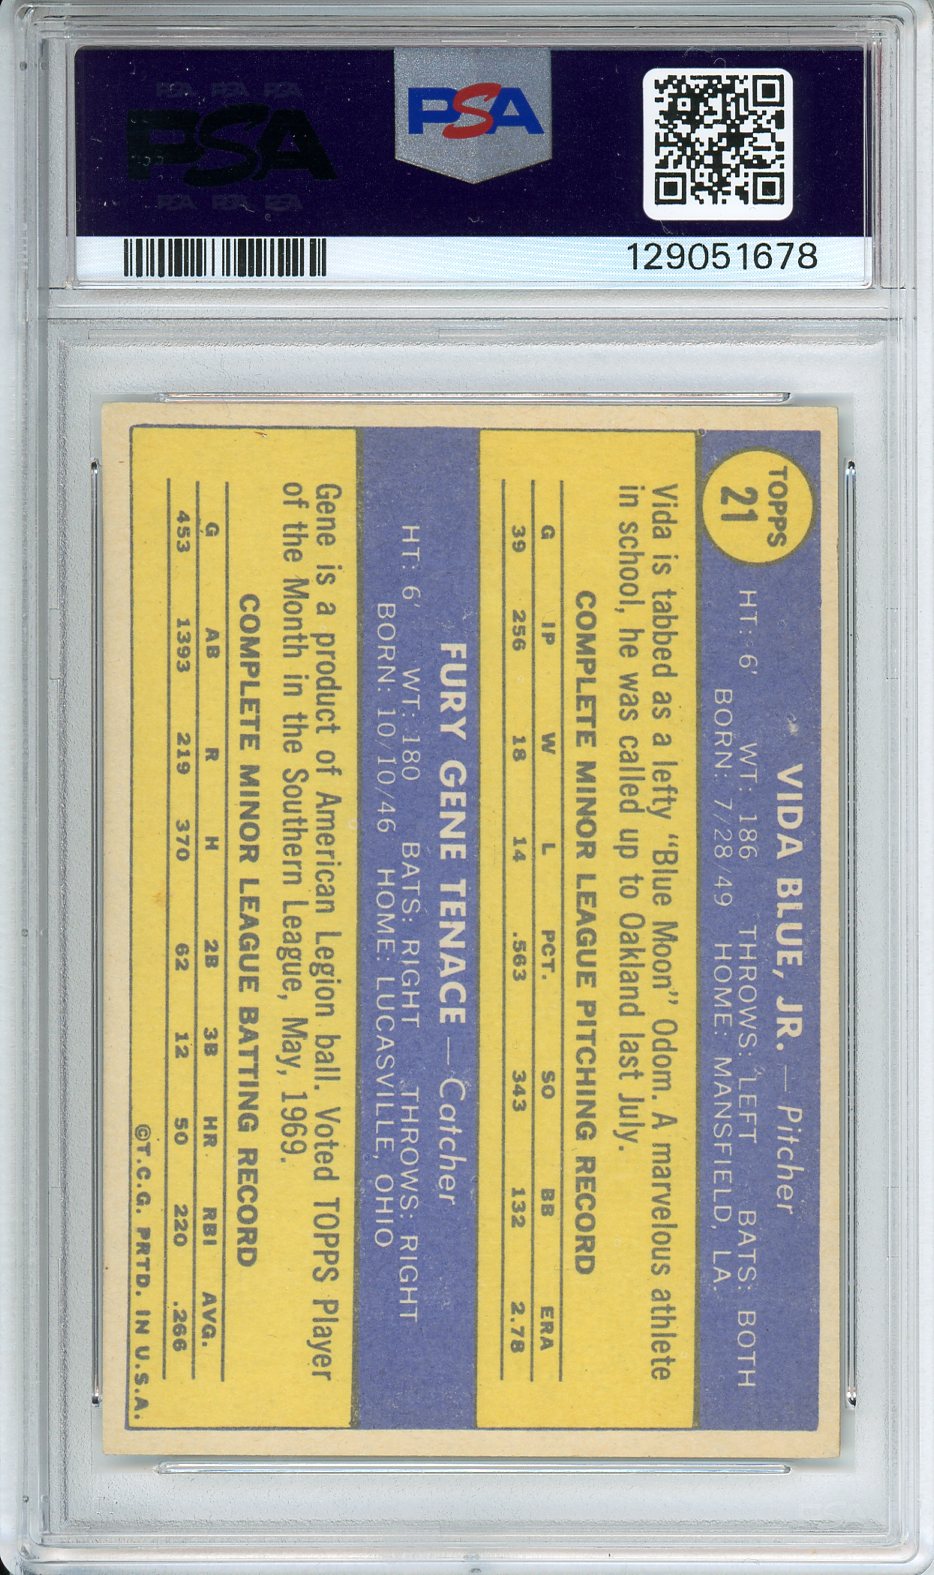 PSA PSA PSA
PSA
PSA PSA PSA
PSA
129051678
TOPPS
21
VIDA BLUE, JR. — Pitcher
HT: 6' WT: 186 THROWS: LEFT BATS: BOTH
BORN: 7/28/49 HOME: MANSFIELD, LA.
Vida is tabbed as a lefty "Blue Moon" Odom. A marvelous athlete
in school, he was called up to Oakland last July.
COMPLETE MINOR LEAGUE PITCHING RECORD
G IP W L PCT. SO BB ERA
39 256 18 14 .563 343 132 2.78
FURY GENE TENACE — Catcher
HT: 6' WT: 180 BATS: RIGHT THROWS: RIGHT
BORN: 10/10/46 HOME: LUCASVILLE, OHIO
Gene is a product of American Legion ball. Voted TOPPS Player
of the Month in the Southern League, May, 1969.
COMPLETE MINOR LEAGUE BATTING RECORD
G AB R H 2B 3B HR RBI AVG.
453 1393 219 370 62 12 50 220 .266
©T.C.G. PRTD. IN U.S.A.